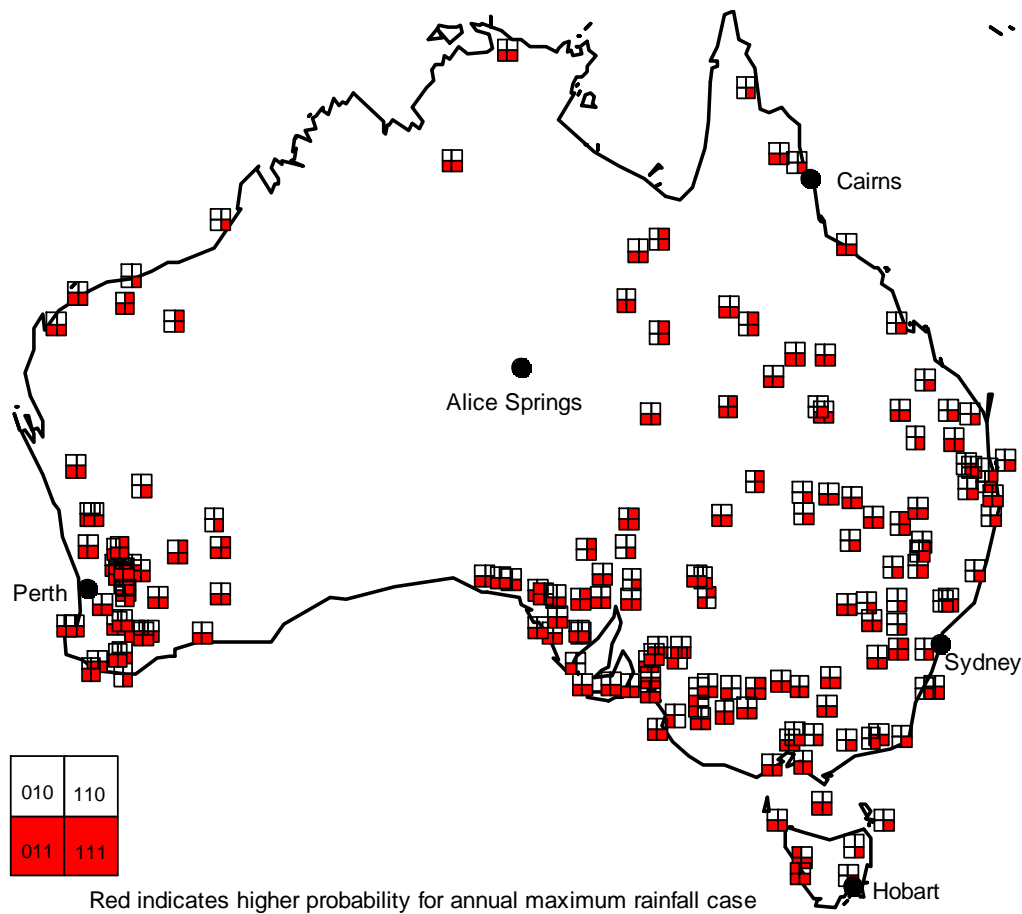 Cairns
Alice Springs
Perth
Sydney
010 110
011 111
Hobart
Red indicates higher probability for annual maximum rainfall case